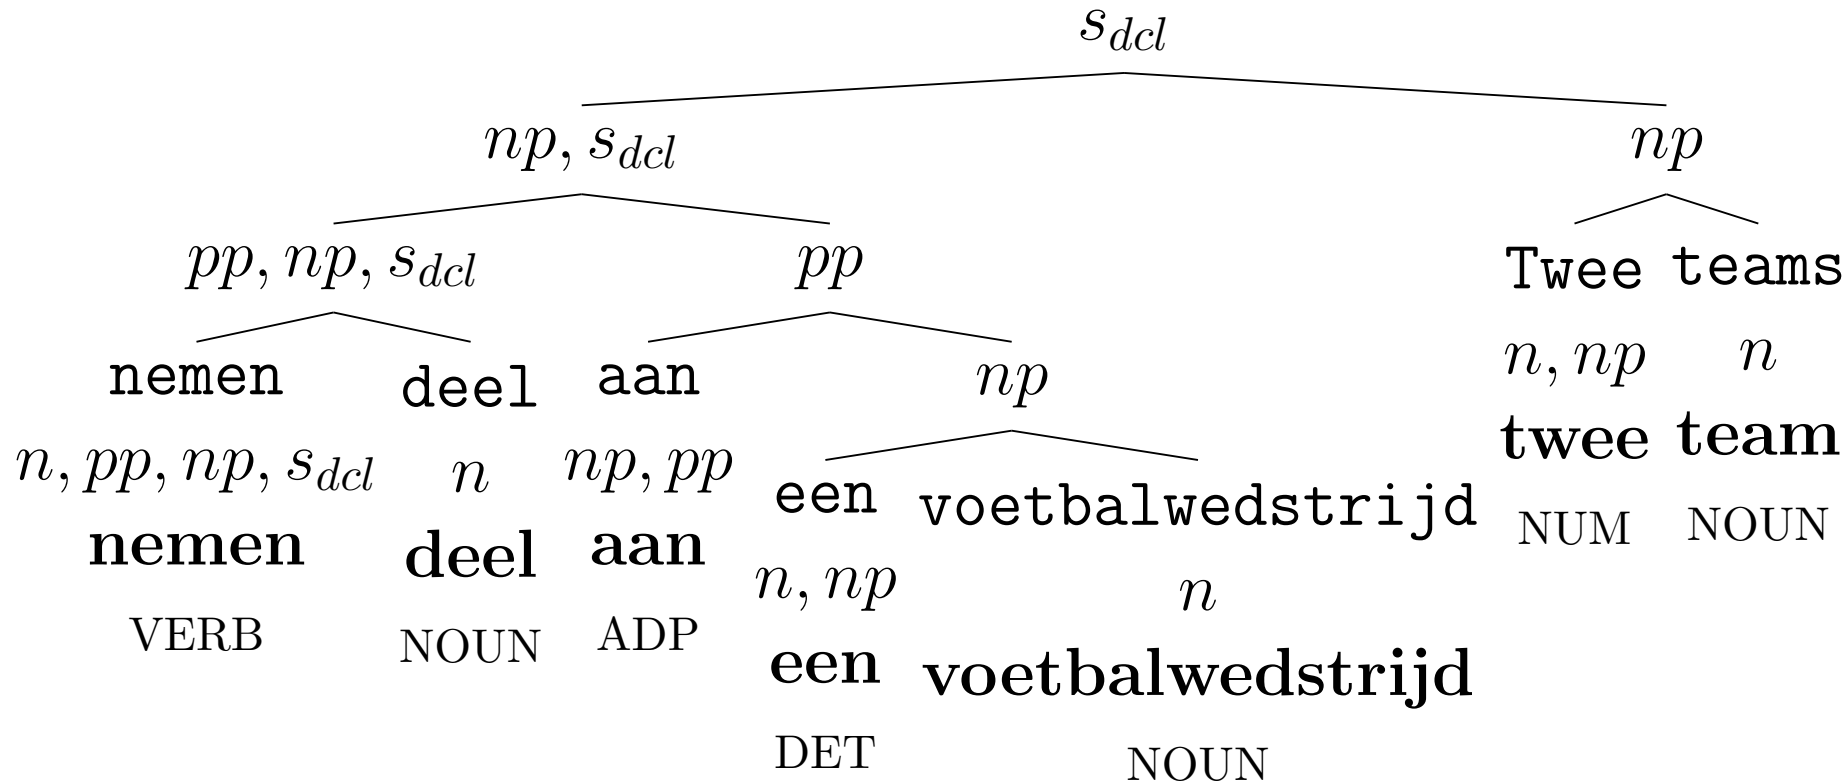 s_dcl
np, s_dcl np
pp, np, s_dcl pp Twee teams
nemen deel aan np n, np n
n, pp, np, s_dcl n np, pp een voetbalwedstrijd twee team
nemen deel aan n, np n NUM NOUN
VERB NOUN ADP een voetbalwedstrijd
DET NOUN